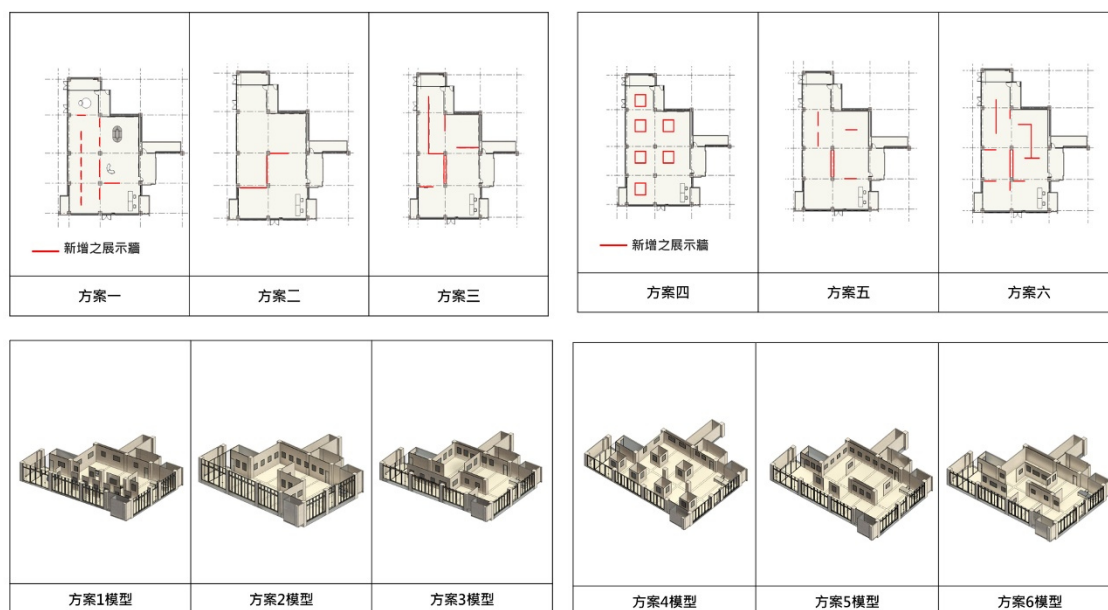 新增之展示牆
方案一
方案二
方案三
新增之展示牆
方案四
方案五
方案六
方案1模型
方案2模型
方案3模型
方案4模型
方案5模型
方案6模型